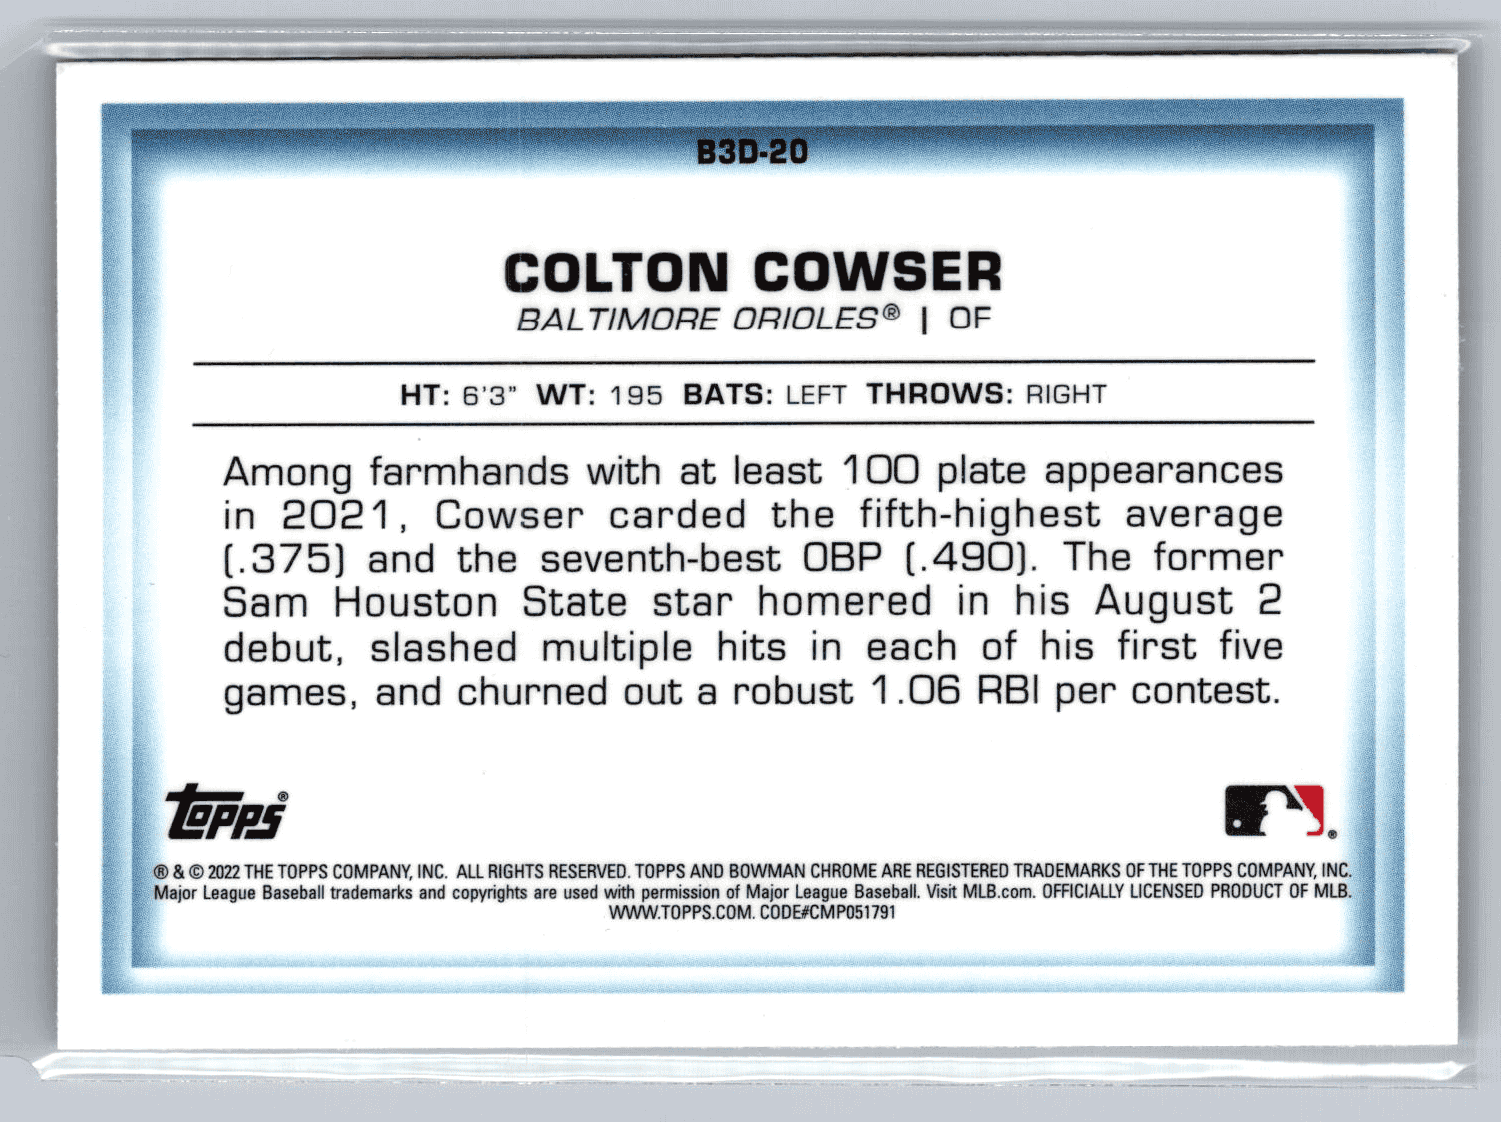 B3D-20
COLTON COWSER
BALTIMORE ORIOLES® | OF
HT: 6'3" WT: 195 BATS: LEFT THROWS: RIGHT
Among farmhands with at least 100 plate appearances
in 2021, Cowser carded the fifth-highest average
(.375) and the seventh-best OBP (.490). The former
Sam Houston State star homered in his August 2
debut, slashed multiple hits in each of his first five
games, and churned out a robust 1.06 RBI per contest.
Topps®
®
® & © 2022 THE TOPPS COMPANY, INC. ALL RIGHTS RESERVED. TOPPS AND BOWMAN CHROME ARE REGISTERED TRADEMARKS OF THE TOPPS COMPANY, INC.
Major League Baseball trademarks and copyrights are used with permission of Major League Baseball. Visit MLB.com. OFFICIALLY LICENSED PRODUCT OF MLB.
WWW.TOPPS.COM. CODE#CMP051791